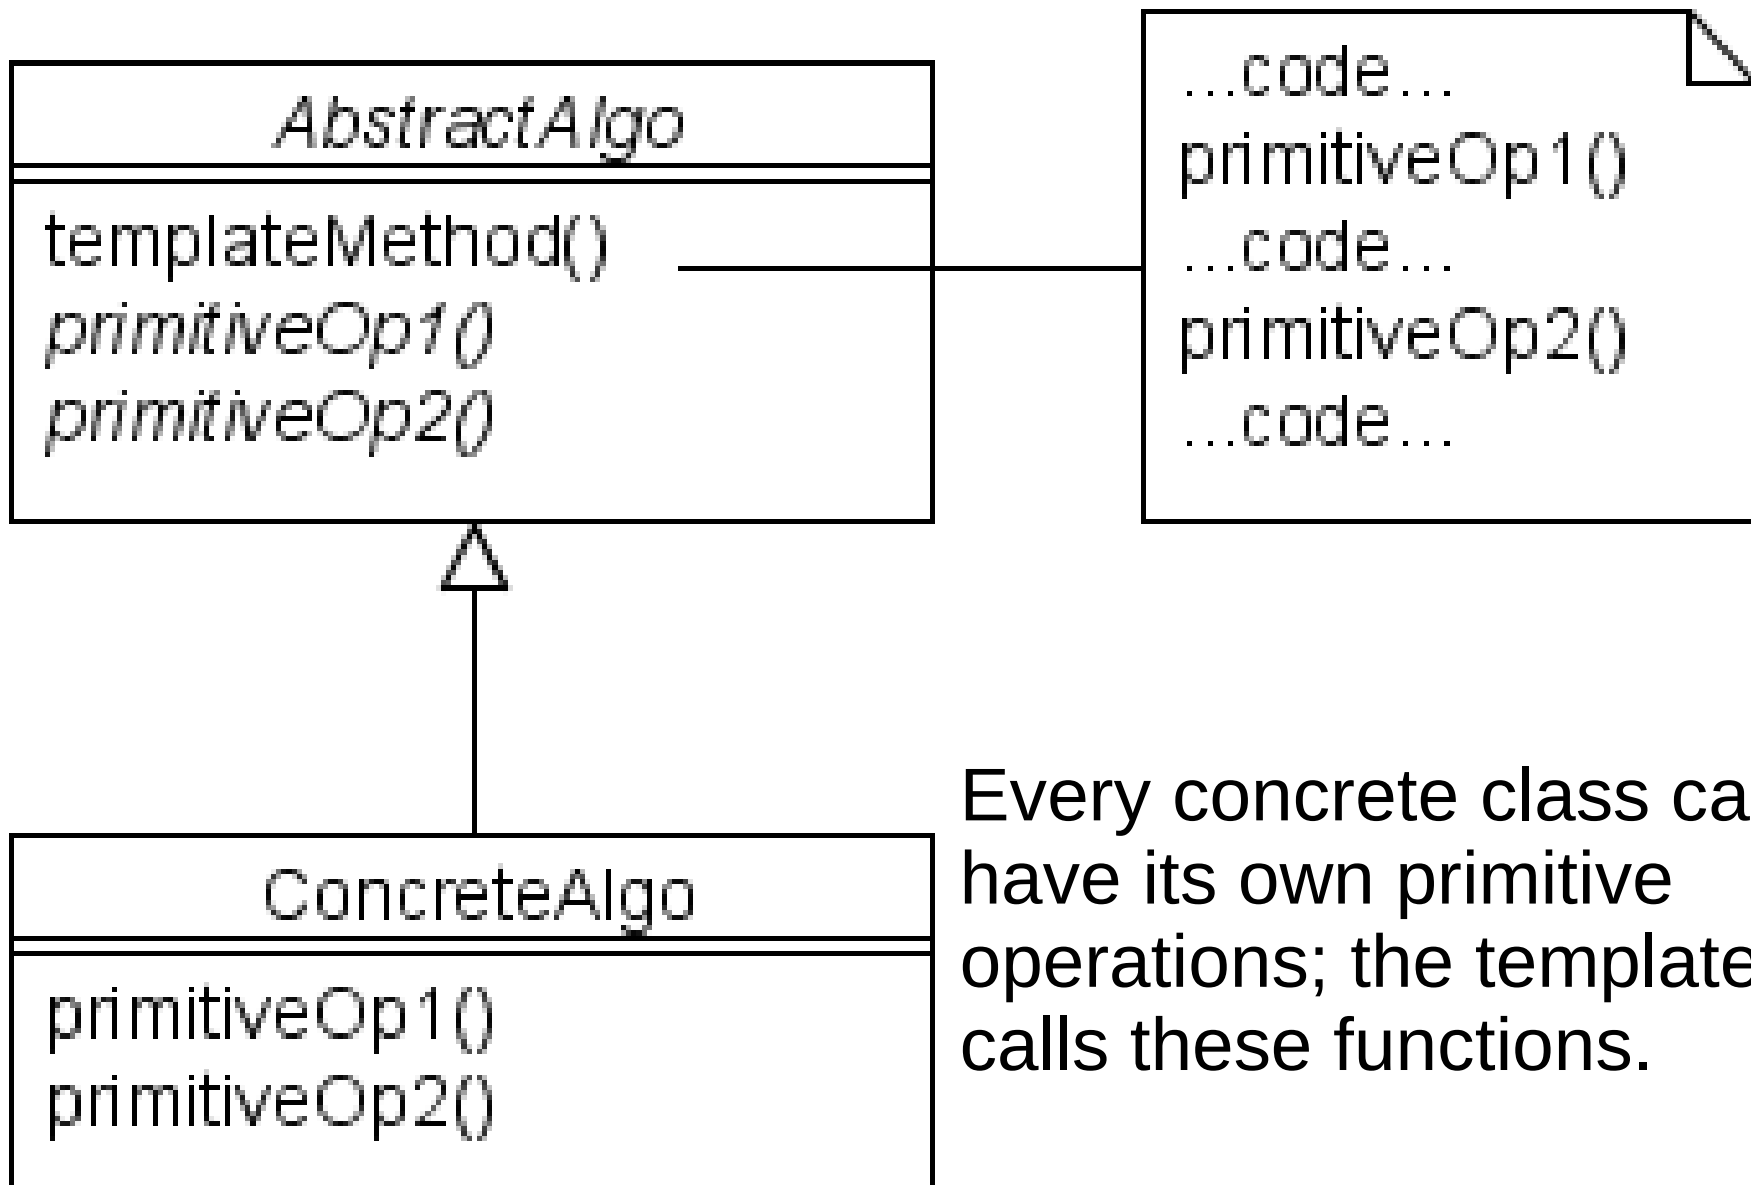 AbstractAlgo
templateMethod()
primitiveOp1()
primitiveOp2()
...code...
primitiveOp1()
...code...
primitiveOp2()
...code...
ConcreteAlgo
primitiveOp1()
primitiveOp2()
Every concrete class ca
have its own primitive
operations; the template
calls these functions.